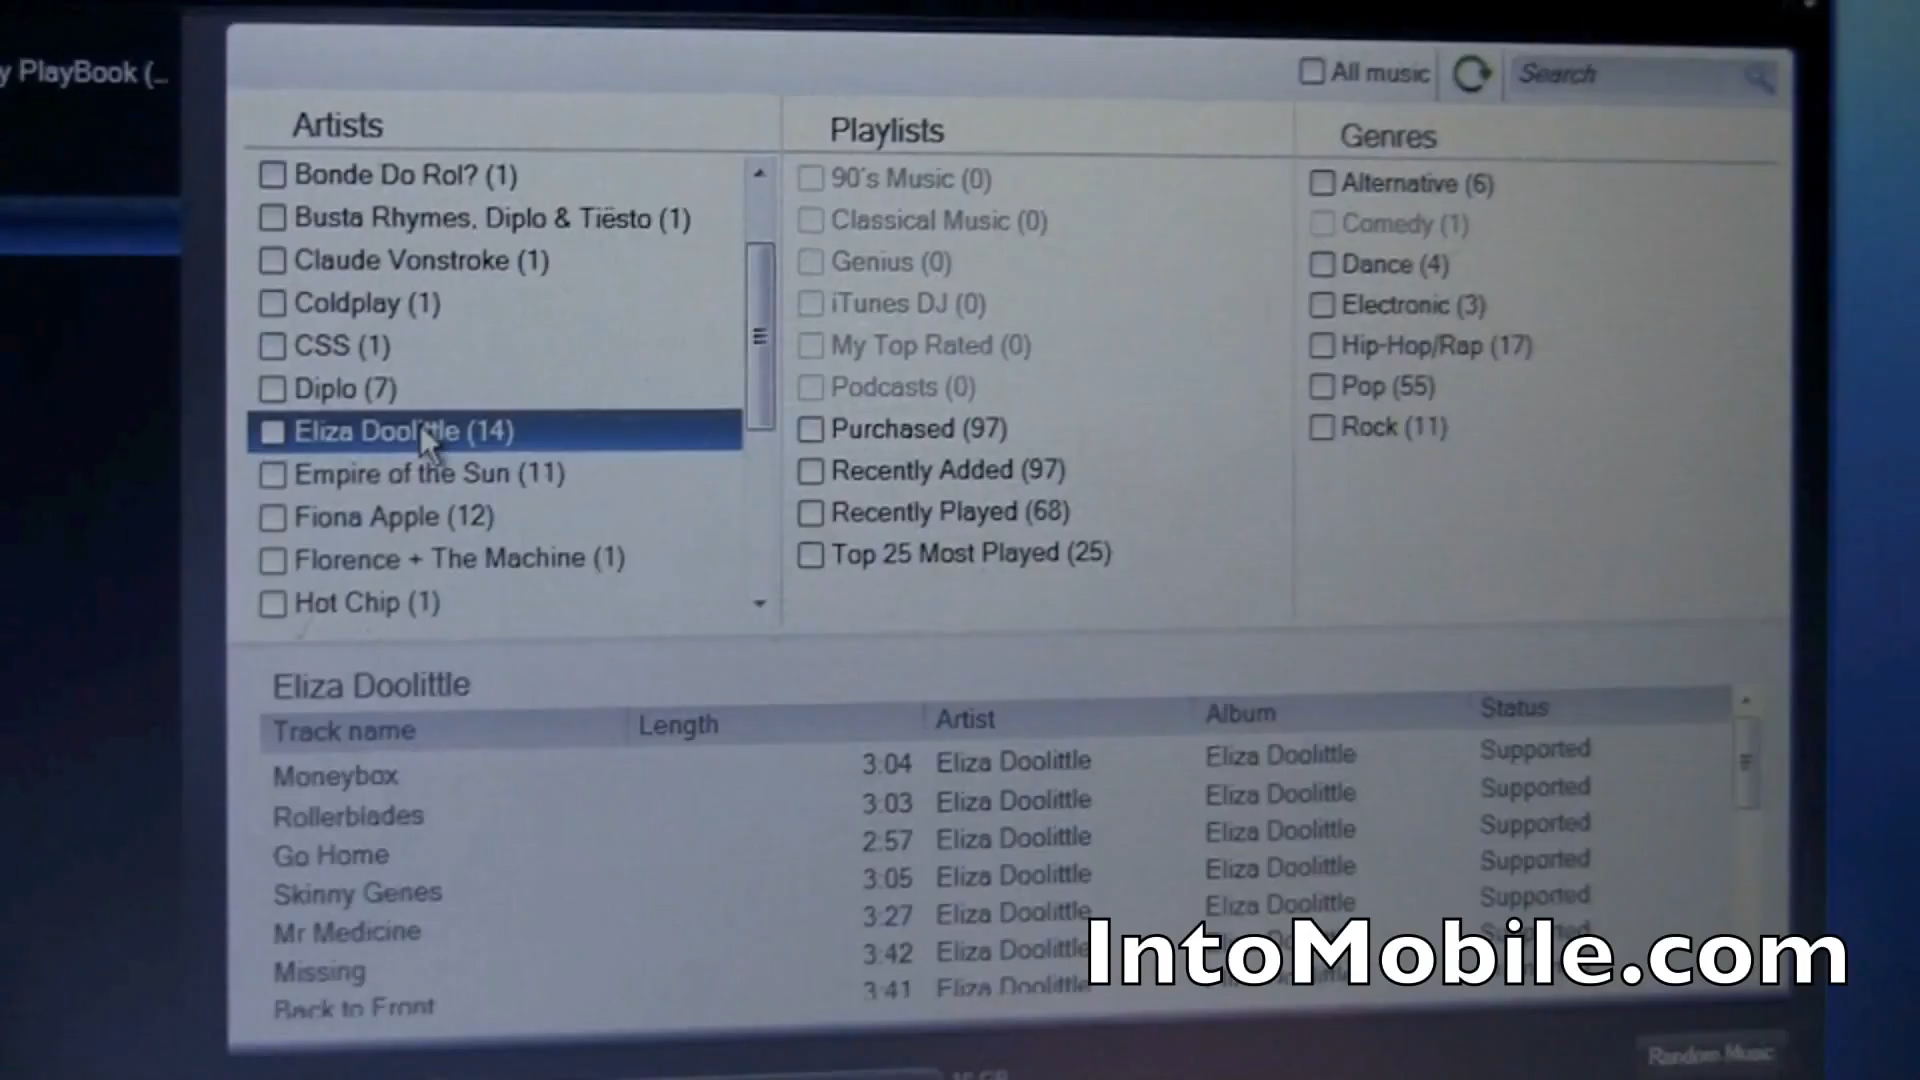 y PlayBook (...
All music
Search
Artists
Bonde Do Rol? (1)
Busta Rhymes, Diplo & Tiësto (1)
Claude Vonstroke (1)
Coldplay (1)
CSS (1)
Diplo (7)
Eliza Doolittle (14)
Empire of the Sun (11)
Fiona Apple (12)
Florence + The Machine (1)
Hot Chip (1)
Playlists
90's Music (0)
Classical Music (0)
Genius (0)
iTunes DJ (0)
My Top Rated (0)
Podcasts (0)
Purchased (97)
Recently Added (97)
Recently Played (68)
Top 25 Most Played (25)
Genres
Alternative (6)
Comedy (1)
Dance (4)
Electronic (3)
Hip-Hop/Rap (17)
Pop (55)
Rock (11)
Eliza Doolittle
Track name Length Artist Album Status
Moneybox 3:04 Eliza Doolittle Eliza Doolittle Supported
Rollerblades 3:03 Eliza Doolittle Eliza Doolittle Supported
Go Home 2:57 Eliza Doolittle Eliza Doolittle Supported
Skinny Genes 3:05 Eliza Doolittle Eliza Doolittle Supported
Mr Medicine 3:27 Eliza Doolittle Eliza Doolittle Supported
Missing 3:42 Eliza Doolittle
Back to Front 3:41 Eliza Doolittle
IntoMobile.com
Random Music